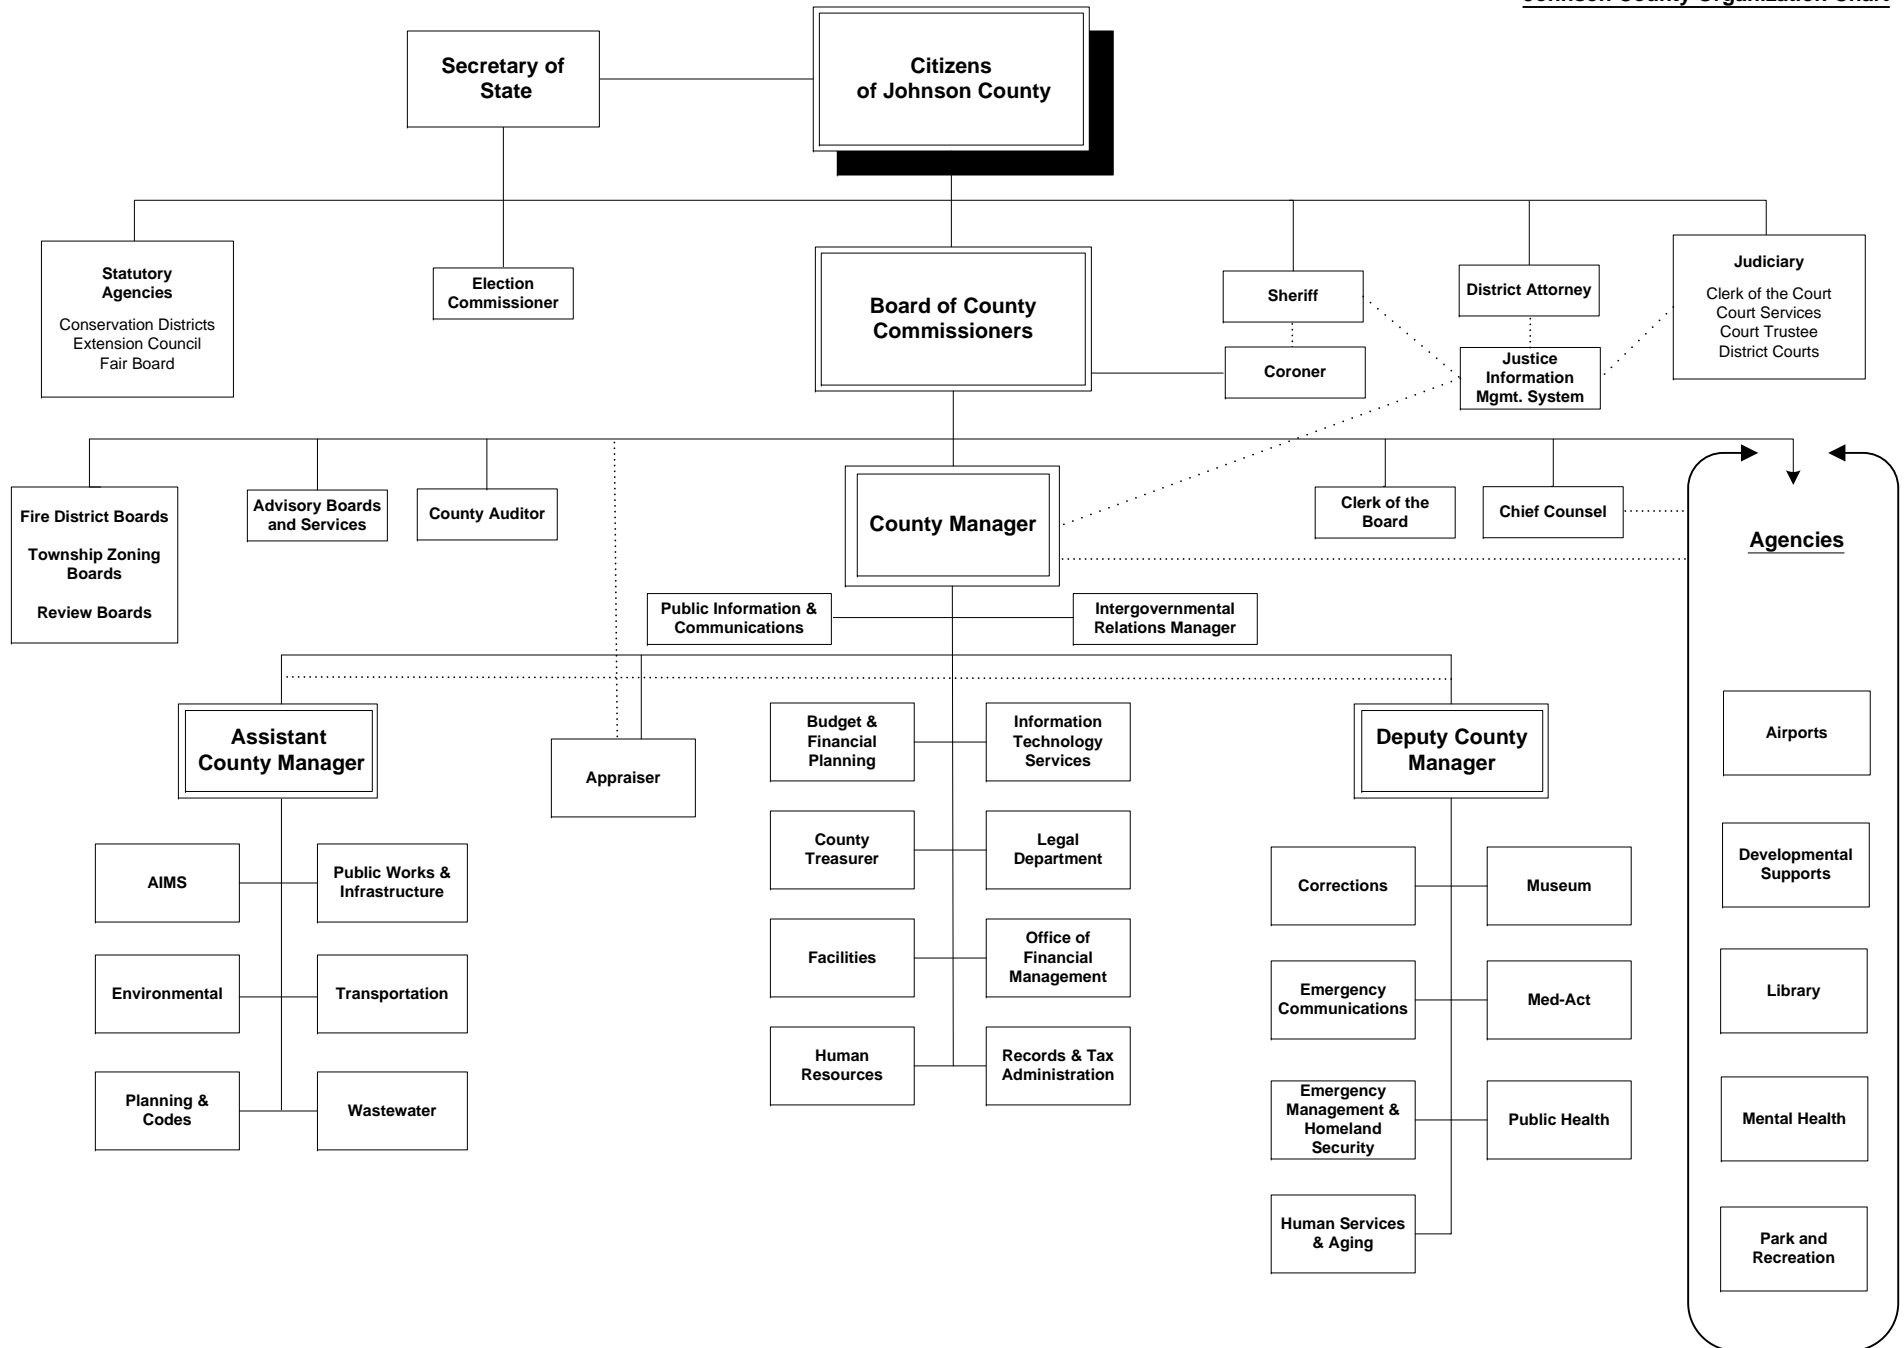 Johnson County Organization Chart
Secretary of
State
Citizens
of Johnson County
Statutory
Agencies
Conservation Districts
Extension Council
Fair Board
Election
Commissioner
Board of County
Commissioners
Sheriff
Coroner
District Attorney
Justice
Information
Mgmt. System
Judiciary
Clerk of the Court
Court Services
Court Trustee
District Courts
Fire District Boards
Township Zoning
Boards
Review Boards
Advisory Boards
and Services
County Auditor
County Manager
Clerk of the
Board
Chief Counsel
Agencies
Public Information &
Communications
Intergovernmental
Relations Manager
Assistant
County Manager
Appraiser
Budget &
Financial
Planning
Information
Technology
Services
Deputy County
Manager
Airports
County
Treasurer
Legal
Department
Developmental
Supports
AIMS
Public Works &
Infrastructure
Corrections
Museum
Facilities
Office of
Financial
Management
Environmental
Transportation
Emergency
Communications
Med-Act
Library
Human
Resources
Records & Tax
Administration
Planning &
Codes
Wastewater
Emergency
Management &
Homeland
Security
Public Health
Mental Health
Human Services
& Aging
Park and
Recreation